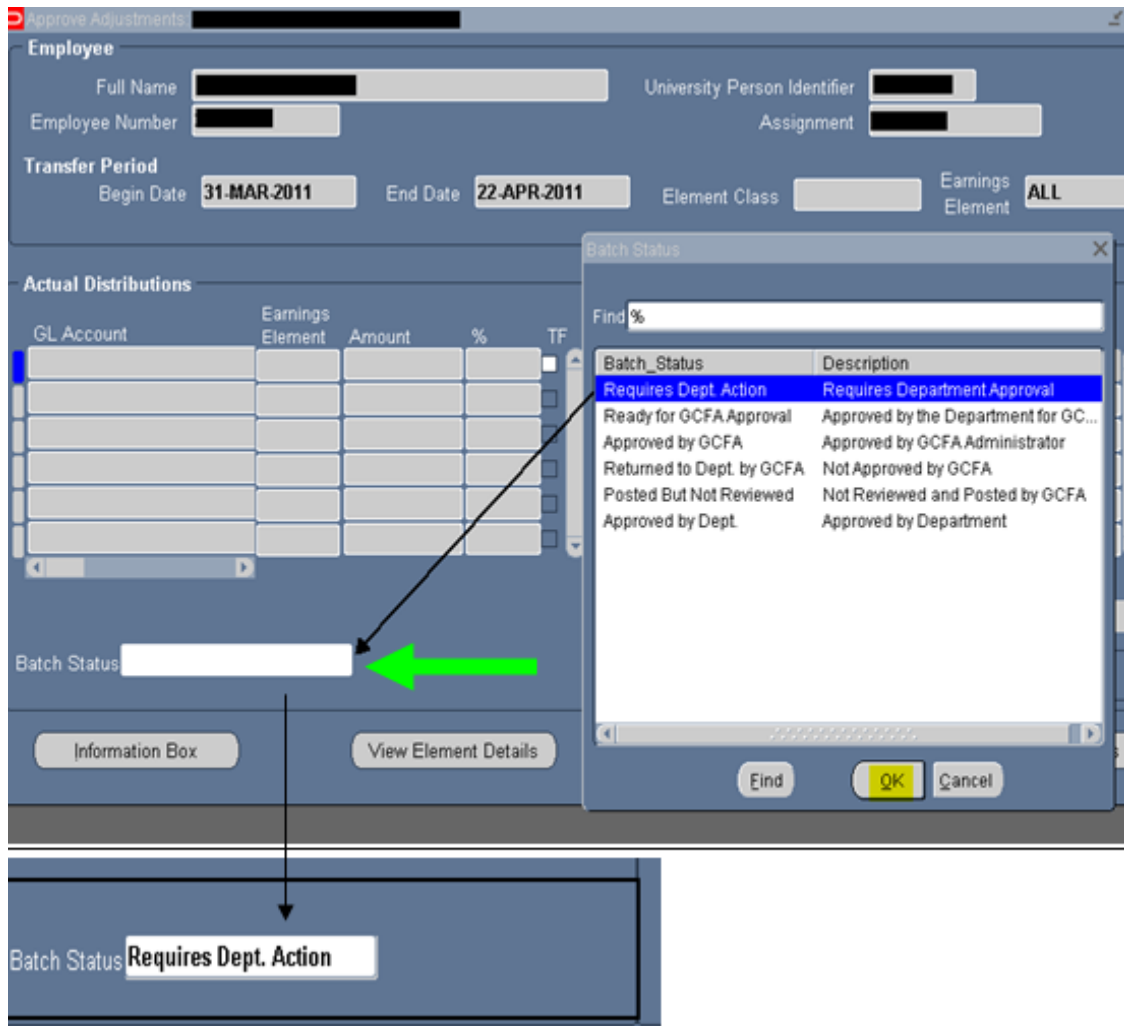 Approve Adjustments
Employee
Full Name
University Person Identifier
Employee Number
Assignment
Transfer Period
Begin Date 31-MAR-2011 End Date 22-APR-2011 Element Class Earnings Element ALL
Batch Status
Actual Distributions
GL Account Earnings Element Amount % TF
Find %
Batch_Status Description
Requires Dept. Action Requires Department Approval
Ready for GCFA Approval Approved by the Department for GC...
Approved by GCFA Approved by GCFA Administrator
Returned to Dept. by GCFA Not Approved by GCFA
Posted But Not Reviewed Not Reviewed and Posted by GCFA
Approved by Dept. Approved by Department
Find OK Cancel
Batch Status
Information Box View Element Details
Batch Status Requires Dept. Action